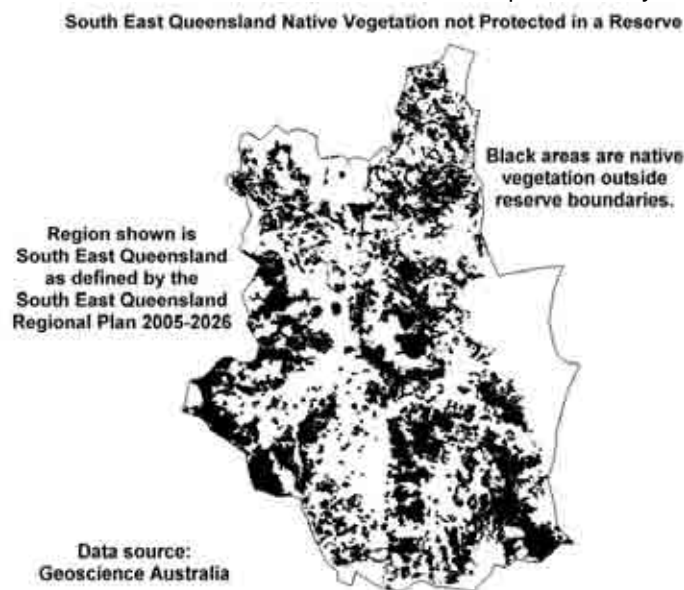 South East Queensland Native Vegetation not Protected in a Reserve
Black areas are native
vegetation outside
reserve boundaries.
Region shown is
South East Queensland
as defined by the
South East Queensland
Regional Plan 2005-2026
Data source:
Geoscience Australia